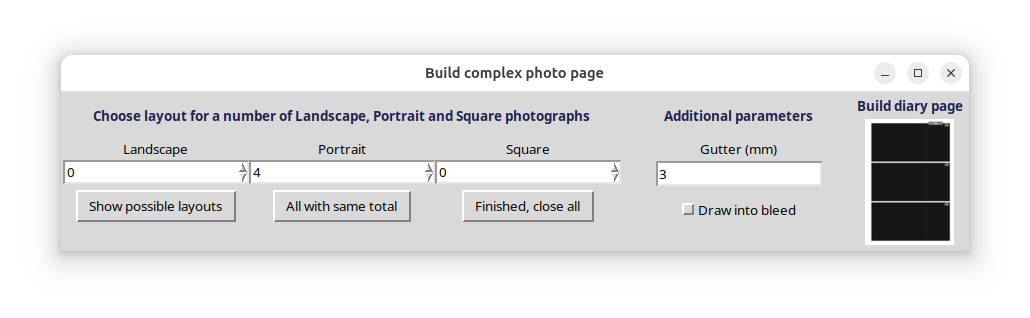 Build complex photo page
Choose layout for a number of Landscape, Portrait and Square photographs
Additional parameters
Build diary page
Landscape
Portrait
Square
Gutter (mm)
0
4
0
3
Show possible layouts
All with same total
Finished, close all
Draw into bleed